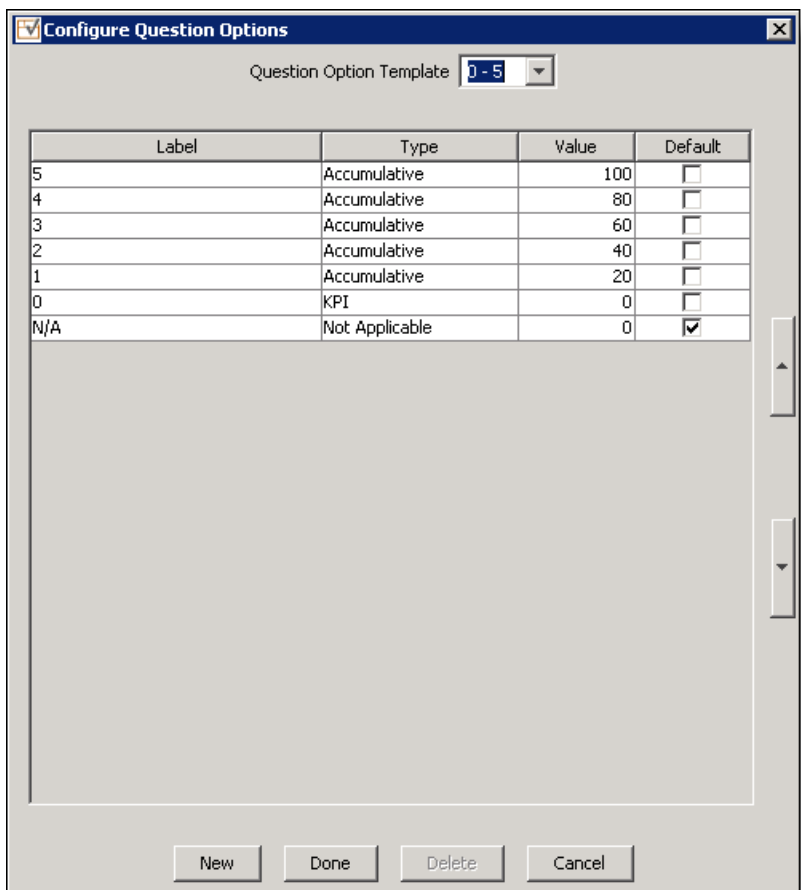 Configure Question Options
Question Option Template 0 - 5
Label Type Value Default
5 Accumulative 100
4 Accumulative 80
3 Accumulative 60
2 Accumulative 40
1 Accumulative 20
0 KPI 0
N/A Not Applicable 0
New Done Delete Cancel